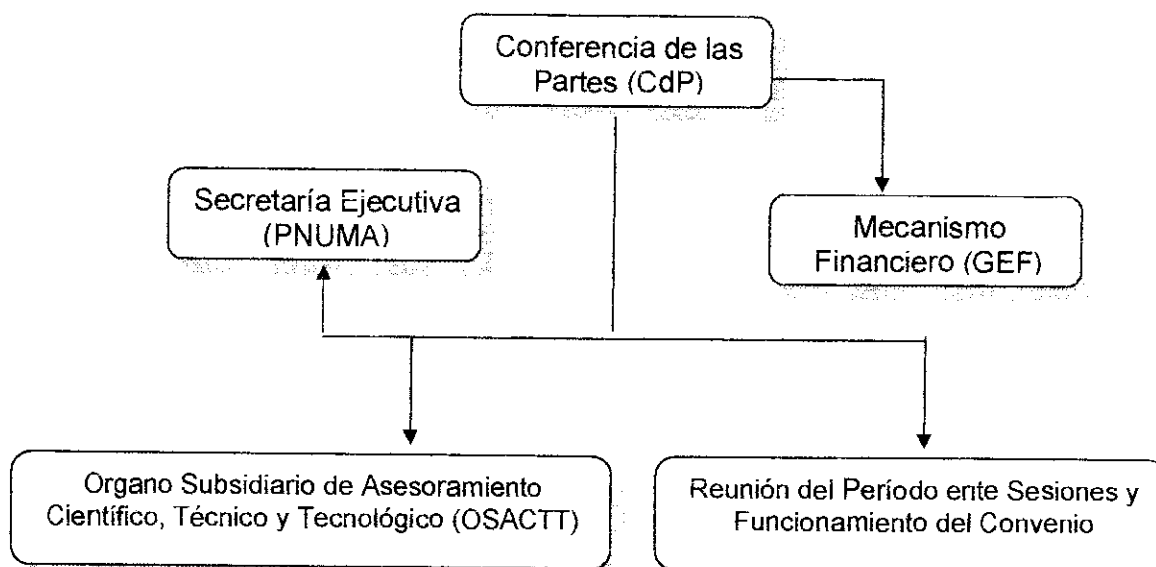 Conferencia de las
Partes (CdP)
Secretaría Ejecutiva
(PNUMA)
Mecanismo
Financiero (GEF)
Organo Subsidiario de Asesoramiento
Científico, Técnico y Tecnológico (OSACTT)
Reunión del Período ente Sesiones y
Funcionamiento del Convenio